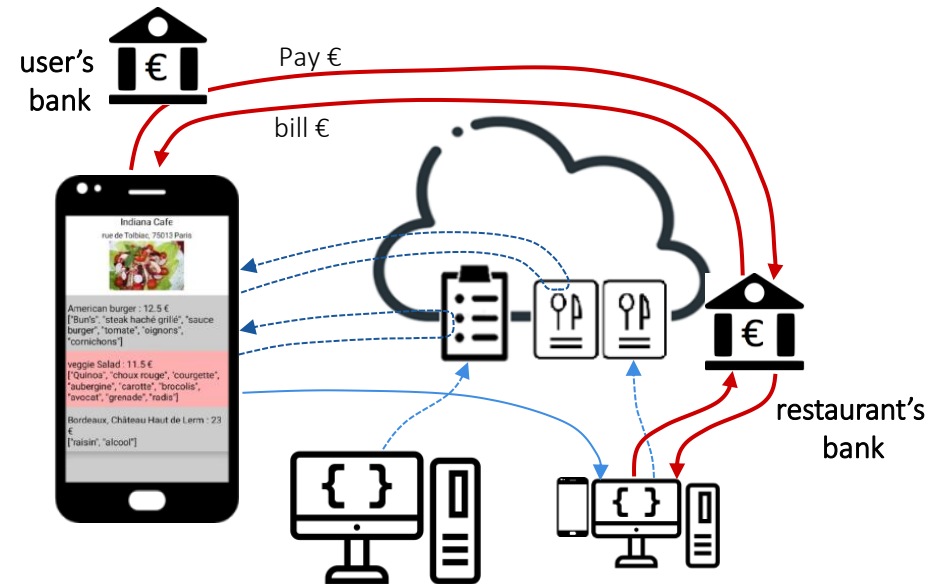 user's
bank
€
Pay €
bill €
Indiana Cafe
rue de Tolbiac, 75013 Paris
American burger : 12.5 €
["Bun's", "steak haché grillé", "sauce
burger", "tomate", "oignons",
"cornichons"]
veggie Salad : 11.5 €
["Quinoa", "choux rouge", "courgette",
"aubergine", "carotte", "brocolis",
"avocat", "grenade", "radis"]
Bordeaux, Château Haut de Lerm : 23
€
["raisin", "alcool"]
€
restaurant's
bank
{ }
{ }